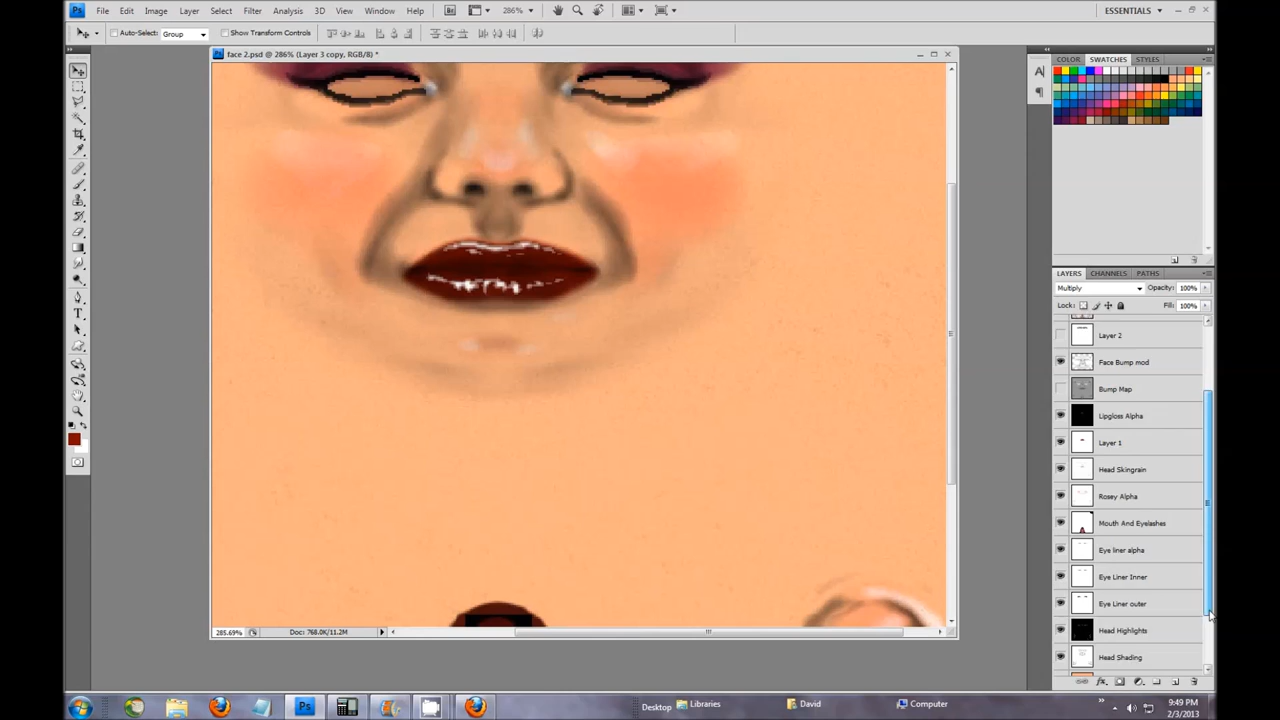 Ps File Edit Image Layer Select Filter Analysis 3D View Window Help Br 286% ESSENTIALS
Auto-Select: Group Show Transform Controls
face 2.psd @ 286% (Layer 3 copy, RGB/8) *
COLOR SWATCHES STYLES
LAYERS CHANNELS PATHS
Multiply Opacity: 100%
Lock: Fill: 100%
Layer 2
Face Bump mod
Bump Map
Lipgloss Alpha
Layer 1
Head Skingrain
Rosey Alpha
Mouth And Eyelashes
Eye liner alpha
Eye Liner Inner
Eye Liner outer
Head Highlights
Head Shading
285.69% Doc: 768.0K/11.2M
Desktop Libraries David Computer
9:49 PM
2/3/2013